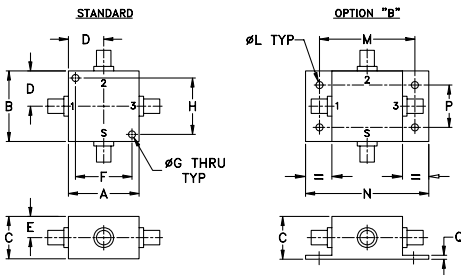 STANDARD
OPTION "B"
D
M
ØL TYP
2
2
D
B
1
3
H
1
3
P
S
S
ØG THRU
TYP
F
=
=
A
N
E
C
C
Q